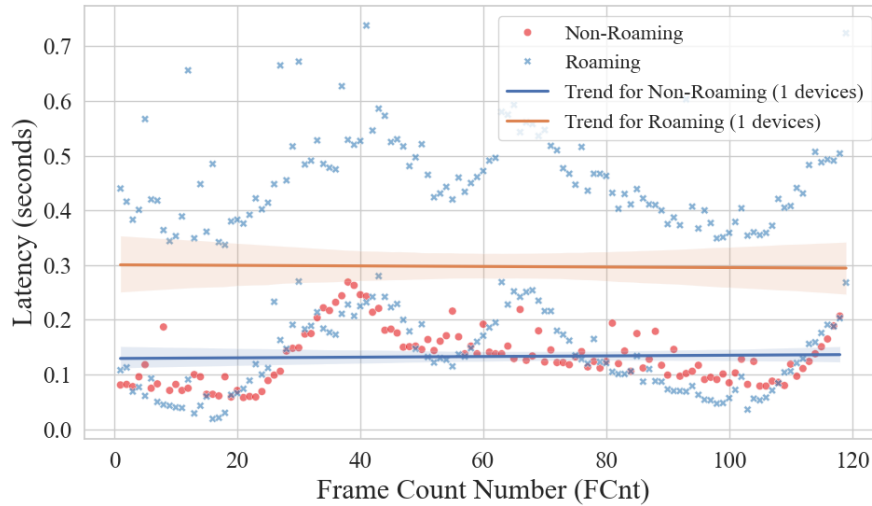 Non-Roaming
Roaming
Trend for Non-Roaming (1 devices)
Trend for Roaming (1 devices)
Latency (seconds)
0.7
0.6
0.5
0.4
0.3
0.2
0.1
0.0
0 20 40 60 80 100 120
Frame Count Number (FCnt)